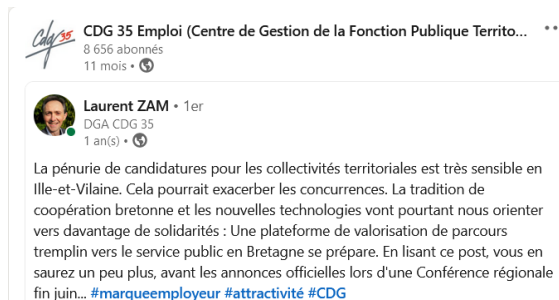 Cdg 35
CDG 35 Emploi (Centre de Gestion de la Fonction Publique Territo...
8 656 abonnés
11 mois •
Laurent ZAM • 1er
DGA CDG 35
1 an(s) •
La pénurie de candidatures pour les collectivités territoriales est très sensible en
Ille-et-Vilaine. Cela pourrait exacerber les concurrences. La tradition de
coopération bretonne et les nouvelles technologies vont pourtant nous orienter
vers davantage de solidarités : Une plateforme de valorisation de parcours
tremplin vers le service public en Bretagne se prépare. En lisant ce post, vous en
saurez un peu plus, avant les annonces officielles lors d'une Conférence régionale
fin juin... #marqueemployeur #attractivité #CDG